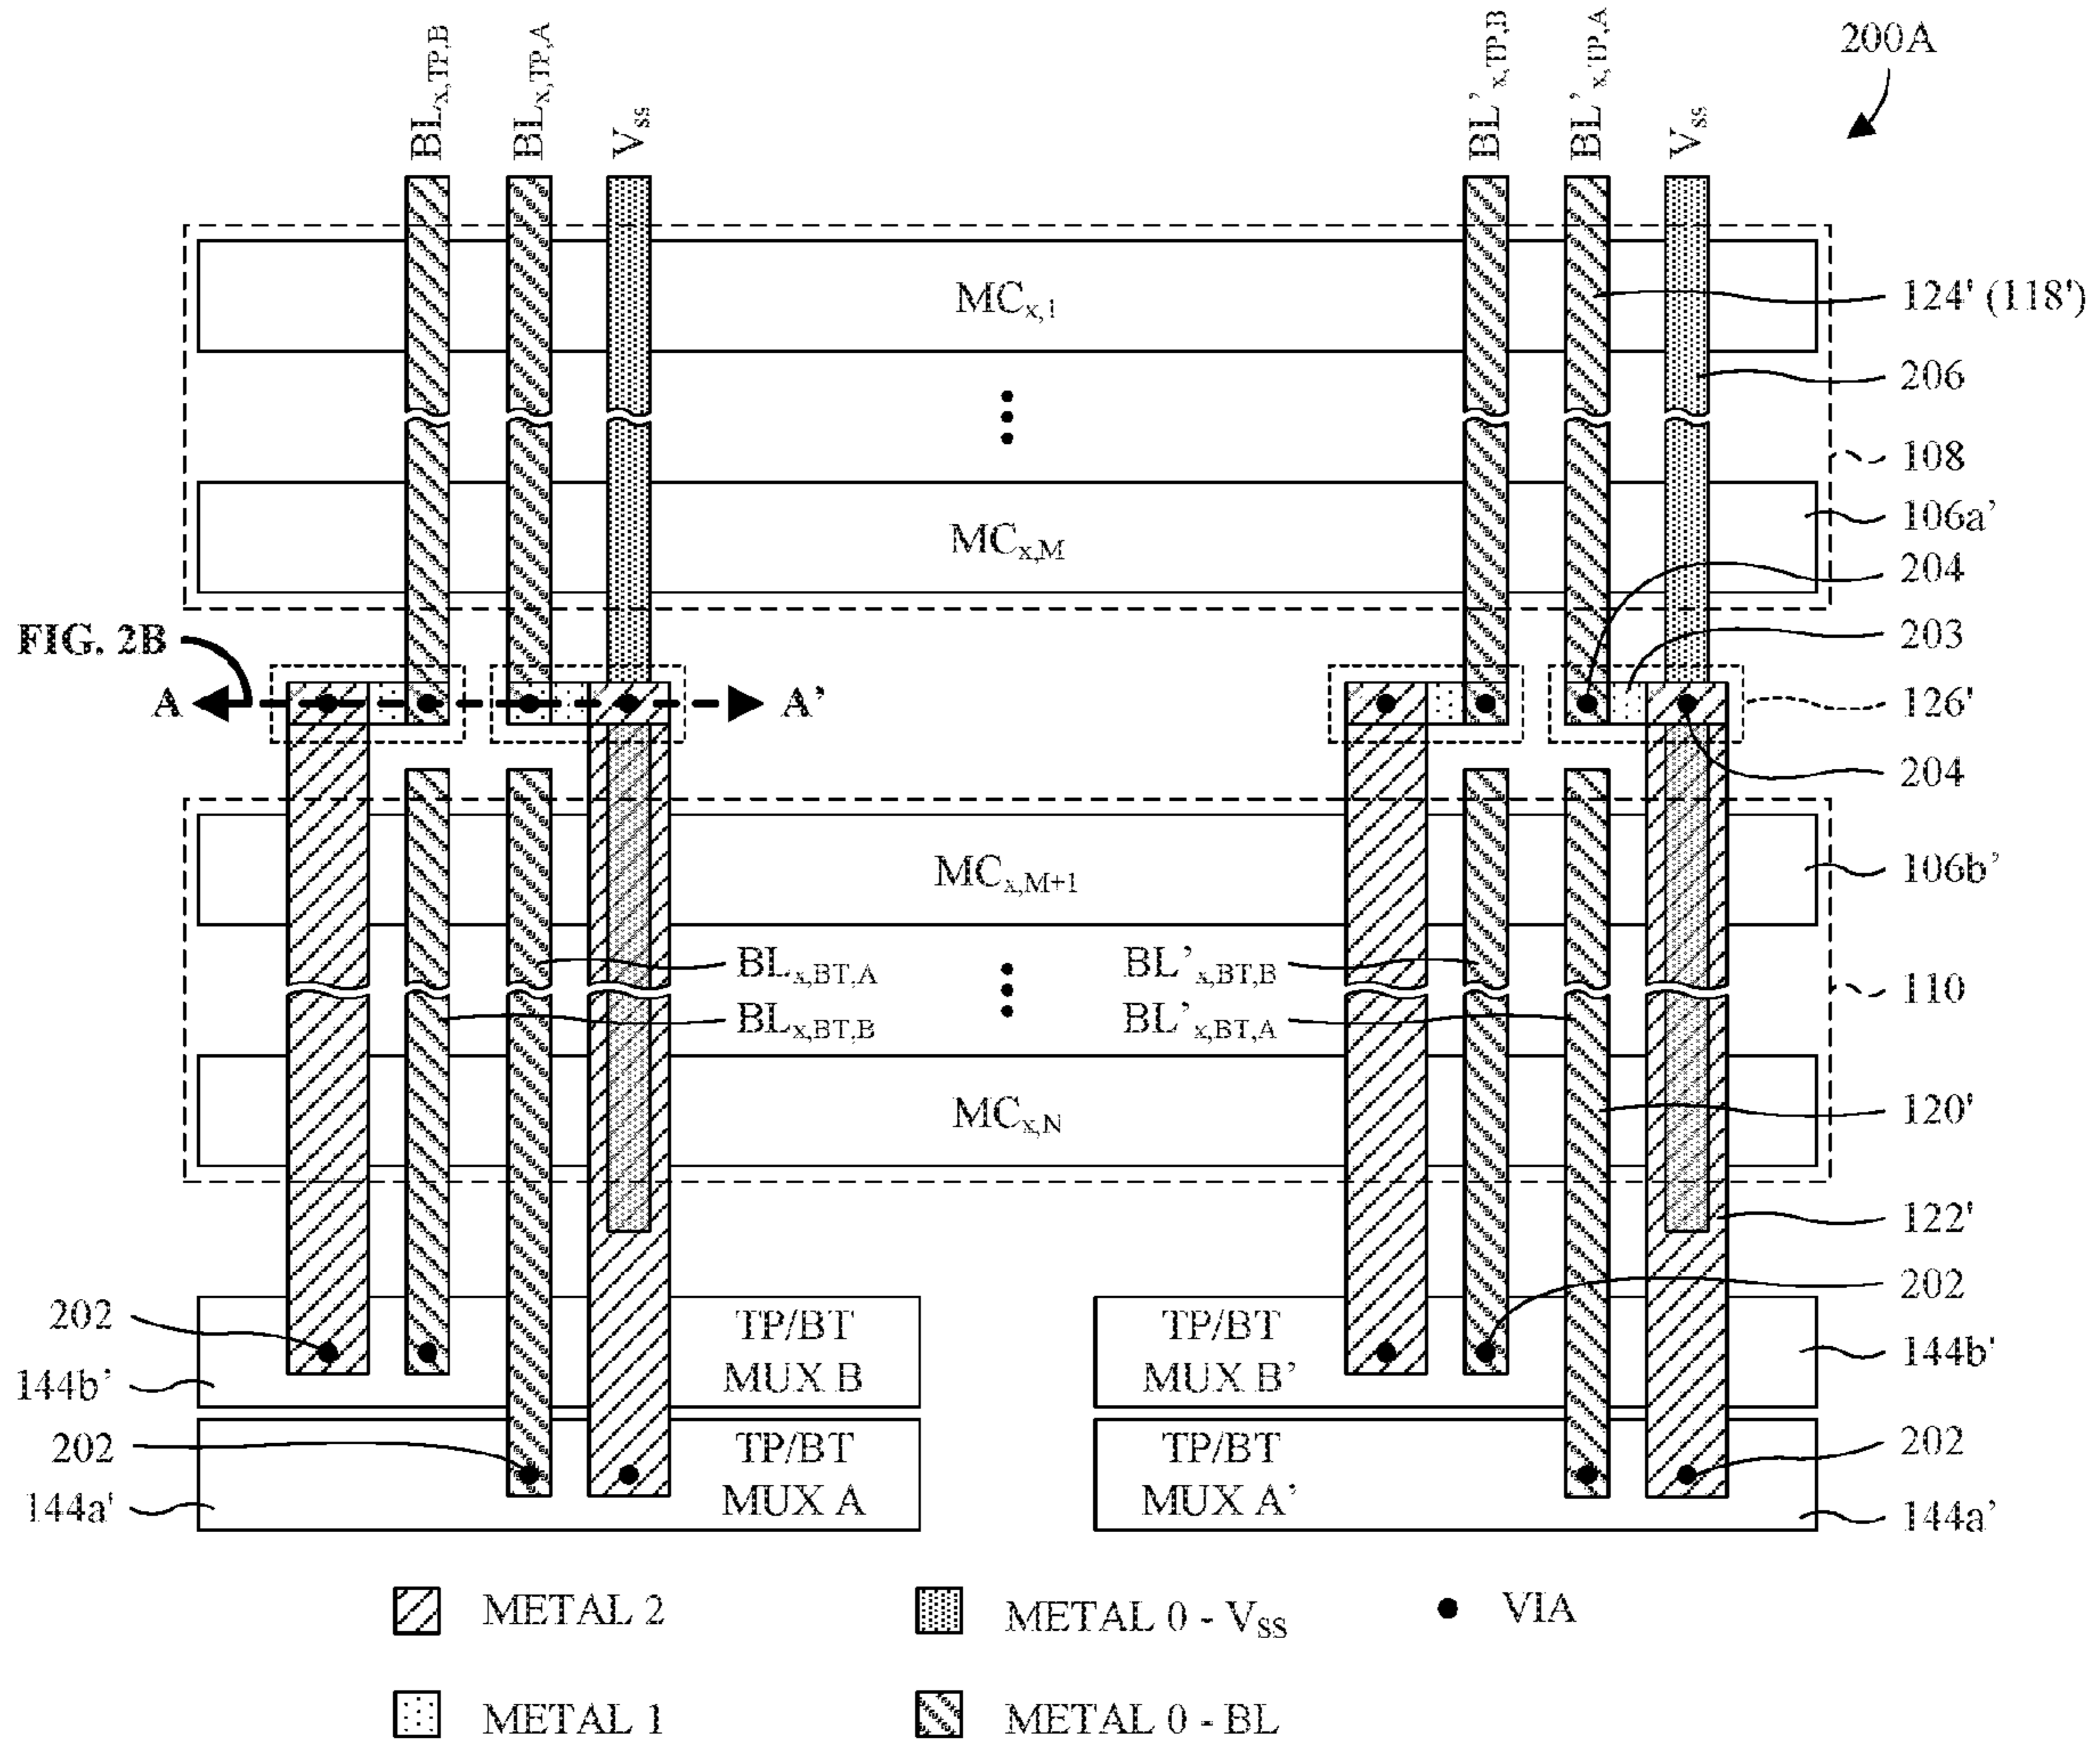 BLx,TP,B
BLx,TP,A
Vss
BL’x,TP,B
BL’x,TP,A
Vss
200A
MCx,1
124' (118')
206
108
MCx,M
106a’
204
FIG. 2B
203
A
A’
126'
204
MCx,M+1
106b’
BLx,BT,A
BL’x,BT,B
110
BLx,BT,B
BL’x,BT,A
MCx,N
120'
122'
202
202
TP/BT
MUX B
TP/BT
MUX B’
144b’
144b'
202
TP/BT
MUX A
TP/BT
MUX A’
202
144a'
144a’
METAL 2
METAL 0 - VSS
VIA
METAL 1
METAL 0 - BL